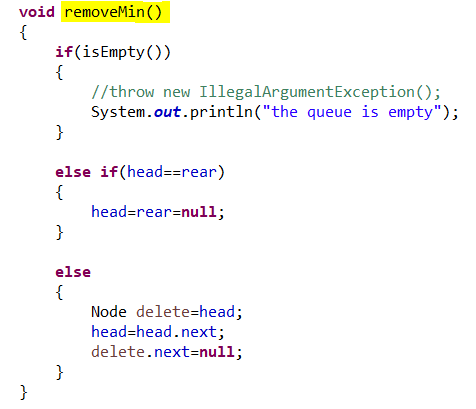 void removeMin()
{
    if(isEmpty())
    {
        //throw new IllegalArgumentException();
        System.out.println("the queue is empty");
    }
    else if(head==rear)
    {
        head=rear=null;
    }
    else
    {
        Node delete=head;
        head=head.next;
        delete.next=null;
    }
}